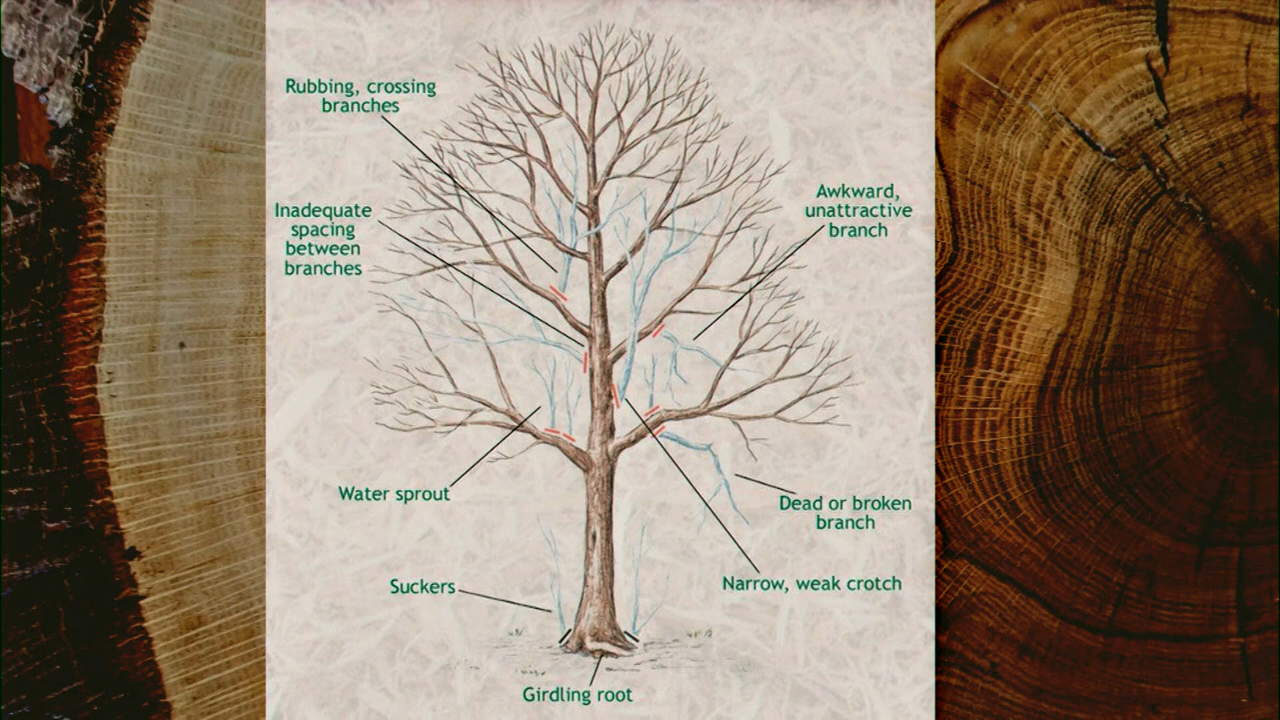 Rubbing, crossing
branches
Inadequate
spacing
between
branches
Awkward,
unattractive
branch
Water sprout
Dead or broken
branch
Suckers
Narrow, weak crotch
Girdling root